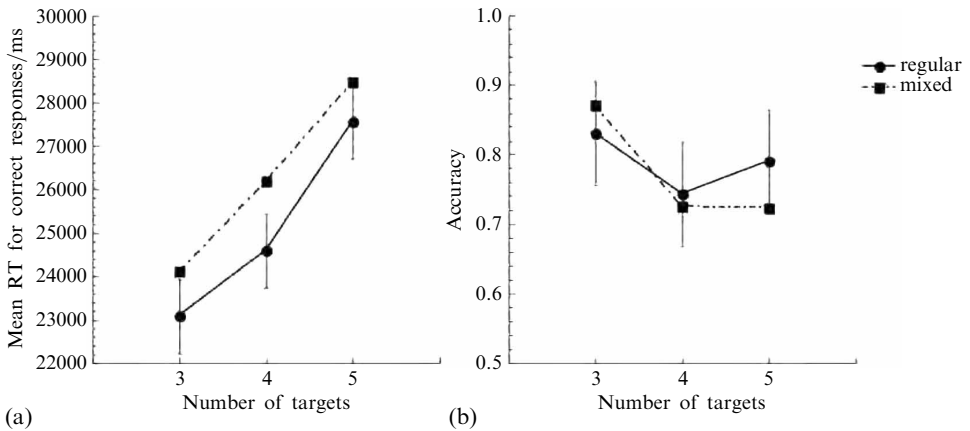 Mean RT for correct responses/ms
30000
29000
28000
27000
26000
25000
24000
23000
22000
3 4 5
Number of targets
(a)
Accuracy
1.0
0.9
0.8
0.7
0.6
0.5
3 4 5
Number of targets
(b)
regular
mixed